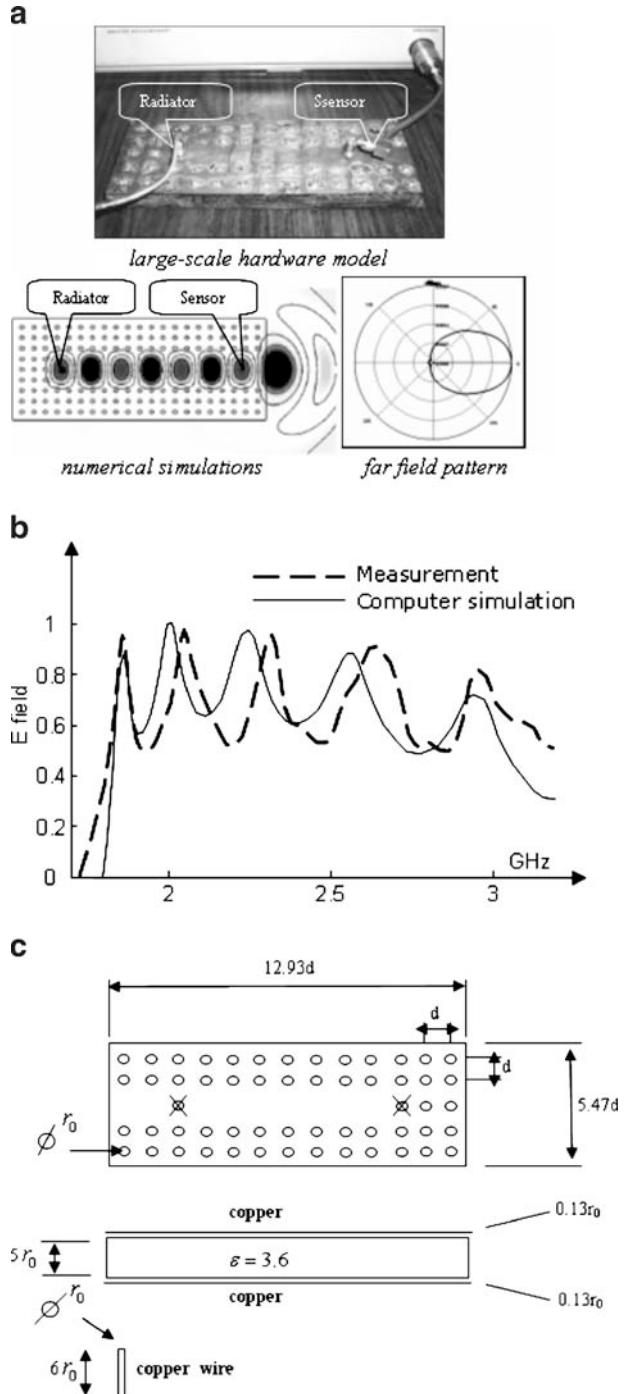 a
Radiator
Ssensor
large-scale hardware model
Radiator
Sensor
numerical simulations
far field pattern
b
Measurement
Computer simulation
1
0.8
0.6
0.4
0.2
0
E field
2
2.5
3
GHz
c
12.93d
d
d
5.47d
r₀
copper
0.13r₀
5r₀
ε = 3.6
copper
0.13r₀
r₀
6r₀
copper wire